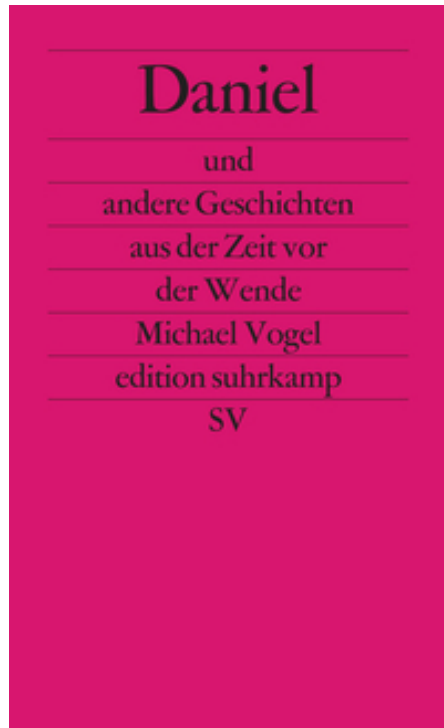 Daniel
und
andere Geschichten
aus der Zeit vor
der Wende
Michael Vogel
edition suhrkamp
SV